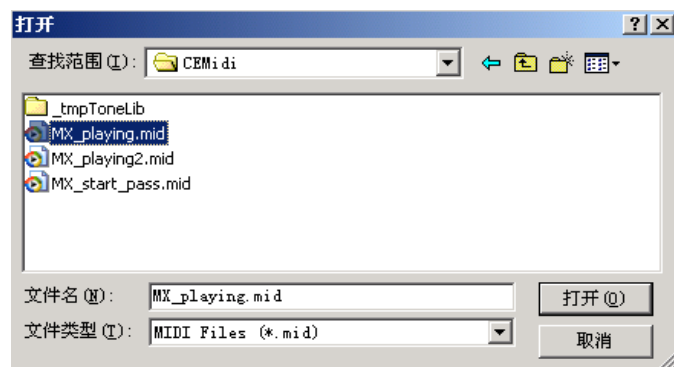 打开
查找范围(I): CEMidi
_tmpToneLib
MX_playing.mid
MX_playing2.mid
MX_start_pass.mid
文件名(N): MX_playing.mid 打开(O)
文件类型(T): MIDI Files (*.mid) 取消